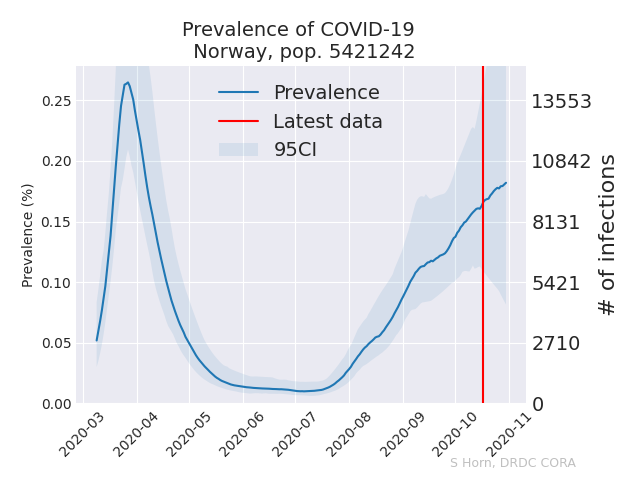 Prevalence of COVID-19
Norway, pop. 5421242
Prevalence
Latest data
95CI
Prevalence (%)
0.25
0.20
0.15
0.10
0.05
0.00
13553
10842
8131
5421
2710
0
# of infections
2020-03
2020-04
2020-05
2020-06
2020-07
2020-08
2020-09
2020-10
2020-11
S Horn, DRDC CORA